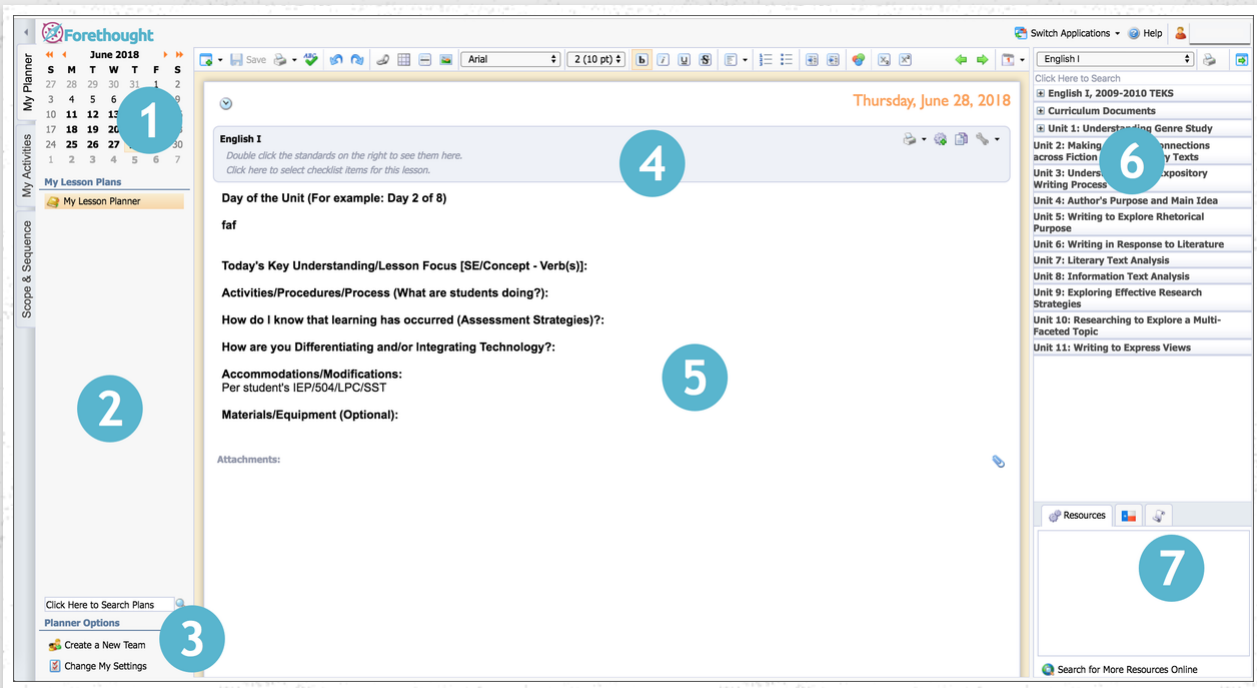 Forethought
Switch Applications
Help
My Planner
My Activities
Scope & Sequence
June 2018
S M T W T F S
27 28 29 30 31 1 2
3 4 5 6 9
10 11 12 13
17 18 19 20
24 25 26 27 30
1 2 3 4 5 6 7
1
My Lesson Plans
My Lesson Planner
2
Click Here to Search Plans
Planner Options
Create a New Team
Change My Settings
3
Save
ABC
Arial
2 (10 pt)
b i U S
Thursday, June 28, 2018
English I
Double click the standards on the right to see them here.
Click here to select checklist items for this lesson.
4
Day of the Unit (For example: Day 2 of 8)
faf
Today's Key Understanding/Lesson Focus [SE/Concept - Verb(s)]:
Activities/Procedures/Process (What are students doing?):
How do I know that learning has occurred (Assessment Strategies)?:
How are you Differentiating and/or Integrating Technology?:
Accommodations/Modifications:
Per student's IEP/504/LPC/SST
Materials/Equipment (Optional):
5
Attachments:
English I
Click Here to Search
English I, 2009-2010 TEKS
Curriculum Documents
Unit 1: Understanding Genre Study
Unit 2: Making
across Fiction Texts
Unit 3: Expository
Writing Process
6
Unit 4: Author's Purpose and Main Idea
Unit 5: Writing to Explore Rhetorical
Purpose
Unit 6: Writing in Response to Literature
Unit 7: Literary Text Analysis
Unit 8: Information Text Analysis
Unit 9: Exploring Effective Research
Strategies
Unit 10: Researching to Explore a Multi-
Faceted Topic
Unit 11: Writing to Express Views
Resources
7
Search for More Resources Online